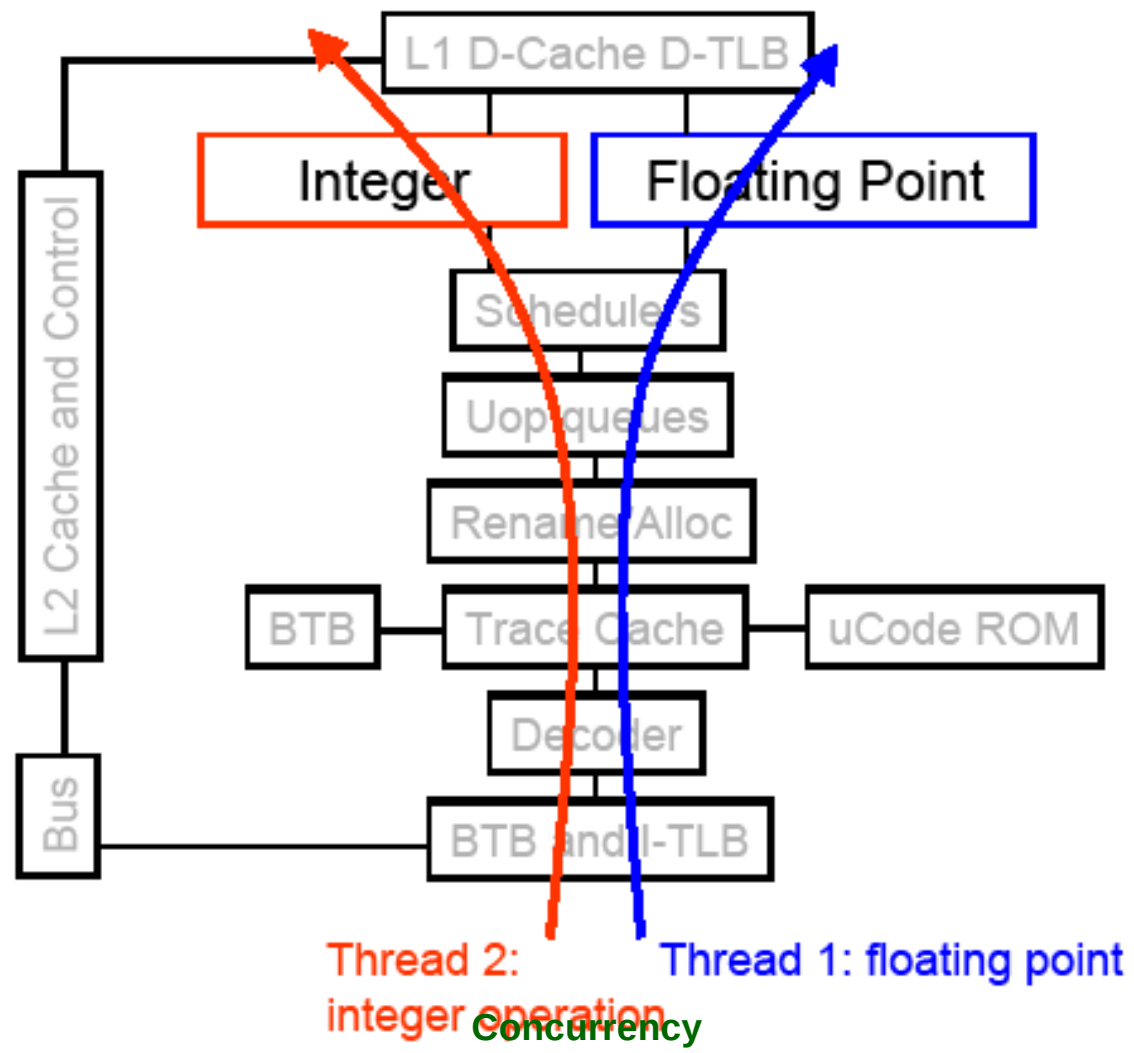 L1 D-Cache D-TLB
Integer
Floating Point
L2 Cache and Control
Schedulers
Uop queues
Rename/Alloc
BTB
Trace Cache
uCode ROM
Decoder
Bus
BTB and I-TLB
Thread 2:
integer operation
Thread 1: floating point
Concurrency